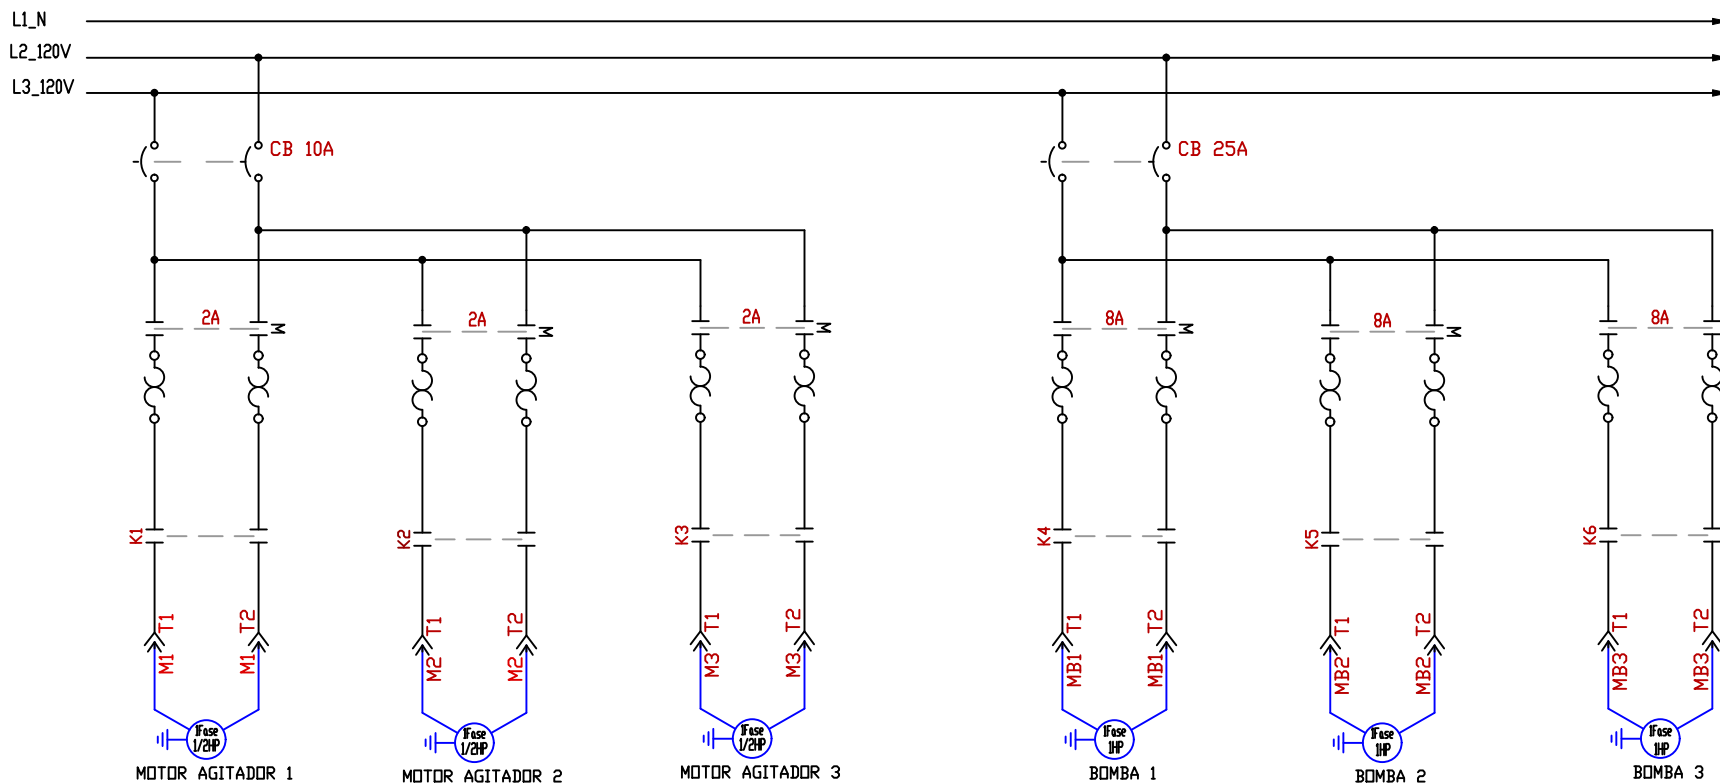 L1_N
L2_120V
L3_120V
CB 10A
CB 25A
2A
M
2A
M
2A
M
8A
M
8A
M
8A
K1
K2
K3
K4
K5
K6
T1
T2
T1
T2
T1
T2
T1
T2
T1
T2
T1
T2
M1
M1
M2
M2
M3
M3
MB1
MB1
MB2
MB2
MB3
MB3
1Fase
1/2HP
1Fase
1/2HP
1Fase
1/2HP
1Fase
1HP
1Fase
1HP
1Fase
1HP
MOTOR AGITADOR 1
MOTOR AGITADOR 2
MOTOR AGITADOR 3
BOMBA 1
BOMBA 2
BOMBA 3